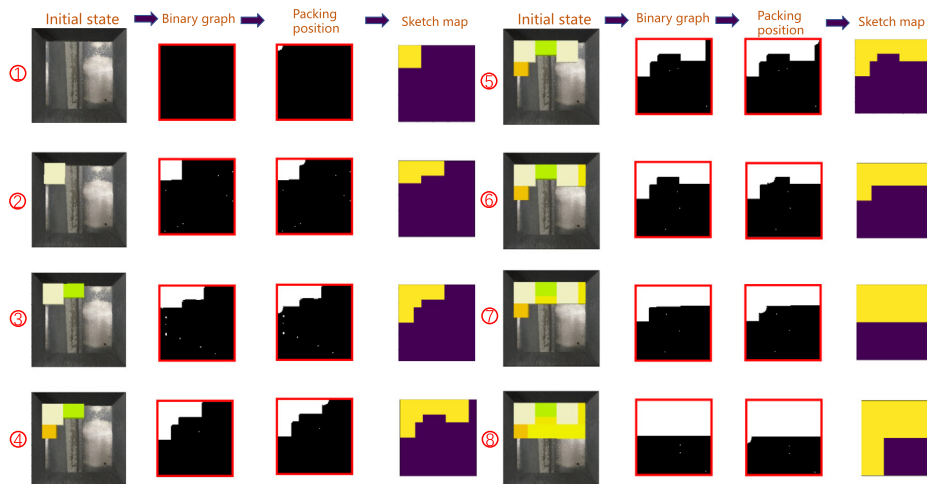 Initial state Binary graph Packing position Sketch map
Initial state Binary graph Packing position Sketch map
① ⑤
② ⑥
③ ⑦
④ ⑧